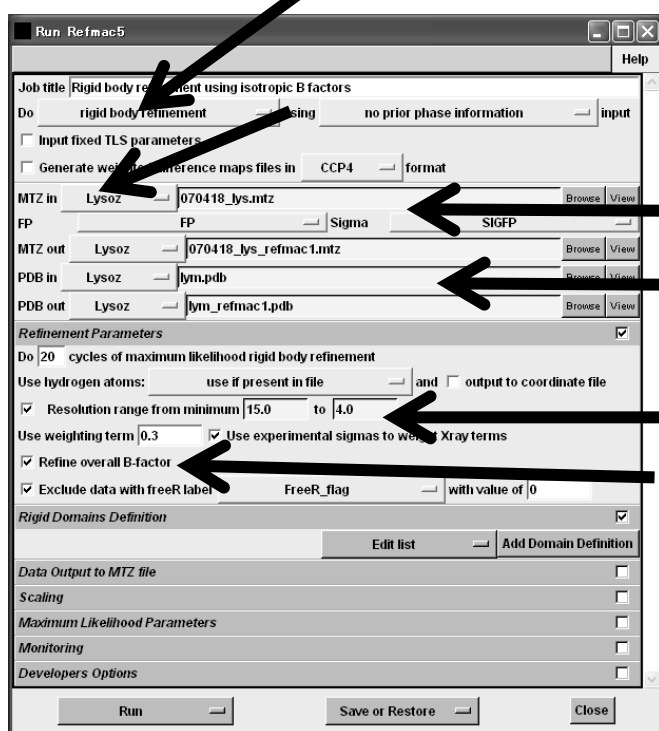 Run Refmac5
Help
Job title Rigid body refinement using isotropic B factors
Do rigid body refinement using no prior phase information input
Input fixed TLS parameters
Generate weighted difference maps files in CCP4 format
MTZ in Lysoz 070418_lys.mtz Browse View
FP FP Sigma SIGFP
MTZ out Lysoz 070418_lys_refmac1.mtz Browse View
PDB in Lysoz lym.pdb Browse View
PDB out Lysoz lym_refmac1.pdb Browse View
Refinement Parameters
Do 20 cycles of maximum likelihood rigid body refinement
Use hydrogen atoms: use if present in file and output to coordinate file
Resolution range from minimum 15.0 to 4.0
Use weighting term 0.3 Use experimental sigmas to weight Xray terms
Refine overall B-factor
Exclude data with freeR label FreeR_flag with value of 0
Rigid Domains Definition
Edit list Add Domain Definition
Data Output to MTZ file
Scaling
Maximum Likelihood Parameters
Monitoring
Developers Options
Run Save or Restore Close